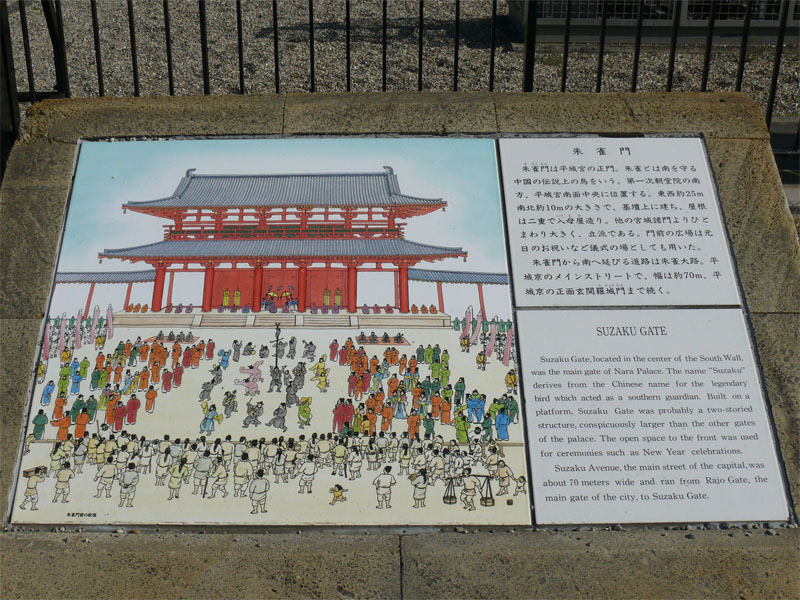 朱雀門
朱雀門は平城宮の正門。朱雀とは南を守る
中国の伝説上の鳥をいう。第一次朝堂院の南
方、平城宮南面中央に位置する。東西約25m
南北約10mの大きさで、基壇上に建ち、屋根
は二重で入母屋造り。他の宮城諸門よりひと
まわり大きく、立派である。門前の広場は元
日のお祝いなど儀式の場としても用いた。
朱雀門から南へ延びる道路は朱雀大路。平
城京のメインストリートで、幅は約70m、平
城京の正面玄関羅城門まで続く。
SUZAKU GATE
Suzaku Gate, located in the center of the South Wall,
was the main gate of Nara Palace. The name "Suzaku"
derives from the Chinese name for the legendary
bird which acted as a southern guardian. Built on a
platform, Suzaku Gate was probably a two-storied
structure, conspicuously larger than the other gates
of the palace. The open space to the front was used
for ceremonies such as New Year celebrations.
Suzaku Avenue, the main street of the capital, was
about 70 meters wide and ran from Rajo Gate, the
main gate of the city, to Suzaku Gate.